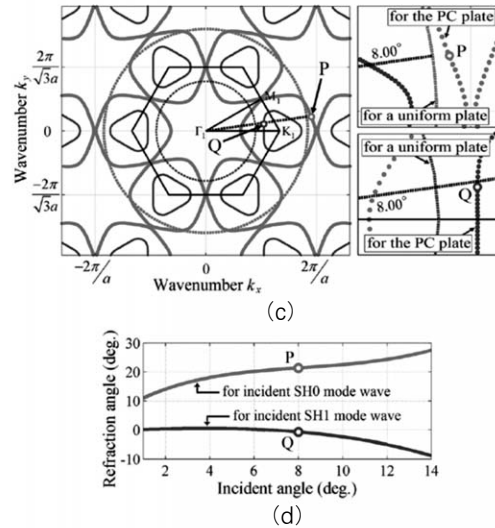 for the PC plate
P
8.00°
for a uniform plate
for a uniform plate
8.00°
Q
for the PC plate
Wavenumber k_y
2π
√3a
0
−2π
√3a
M₁
Γ₁
K₁
P
Q
−2π/a
0
2π/a
Wavenumber k_x
(c)
Refraction angle (deg.)
30
20
10
0
-10
P
for incident SH0 mode wave
for incident SH1 mode wave
Q
2
4
6
8
10
12
14
Incident angle (deg.)
(d)